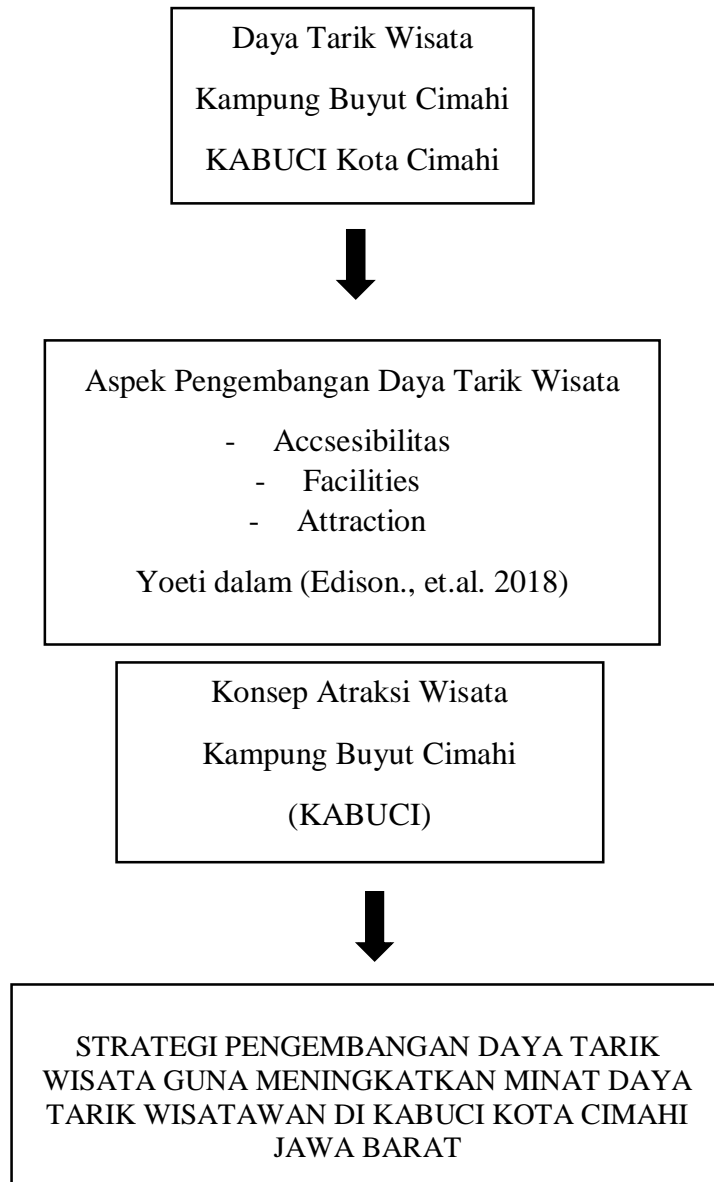 Daya Tarik Wisata
Kampung Buyut Cimahi
KABUCI Kota Cimahi
Aspek Pengembangan Daya Tarik Wisata
- Accsesibilitas
- Facilities
- Attraction
Yoeti dalam (Edison., et.al. 2018)
Konsep Atraksi Wisata
Kampung Buyut Cimahi
(KABUCI)
STRATEGI PENGEMBANGAN DAYA TARIK
WISATA GUNA MENINGKATKAN MINAT DAYA
TARIK WISATAWAN DI KABUCI KOTA CIMAHI
JAWA BARAT